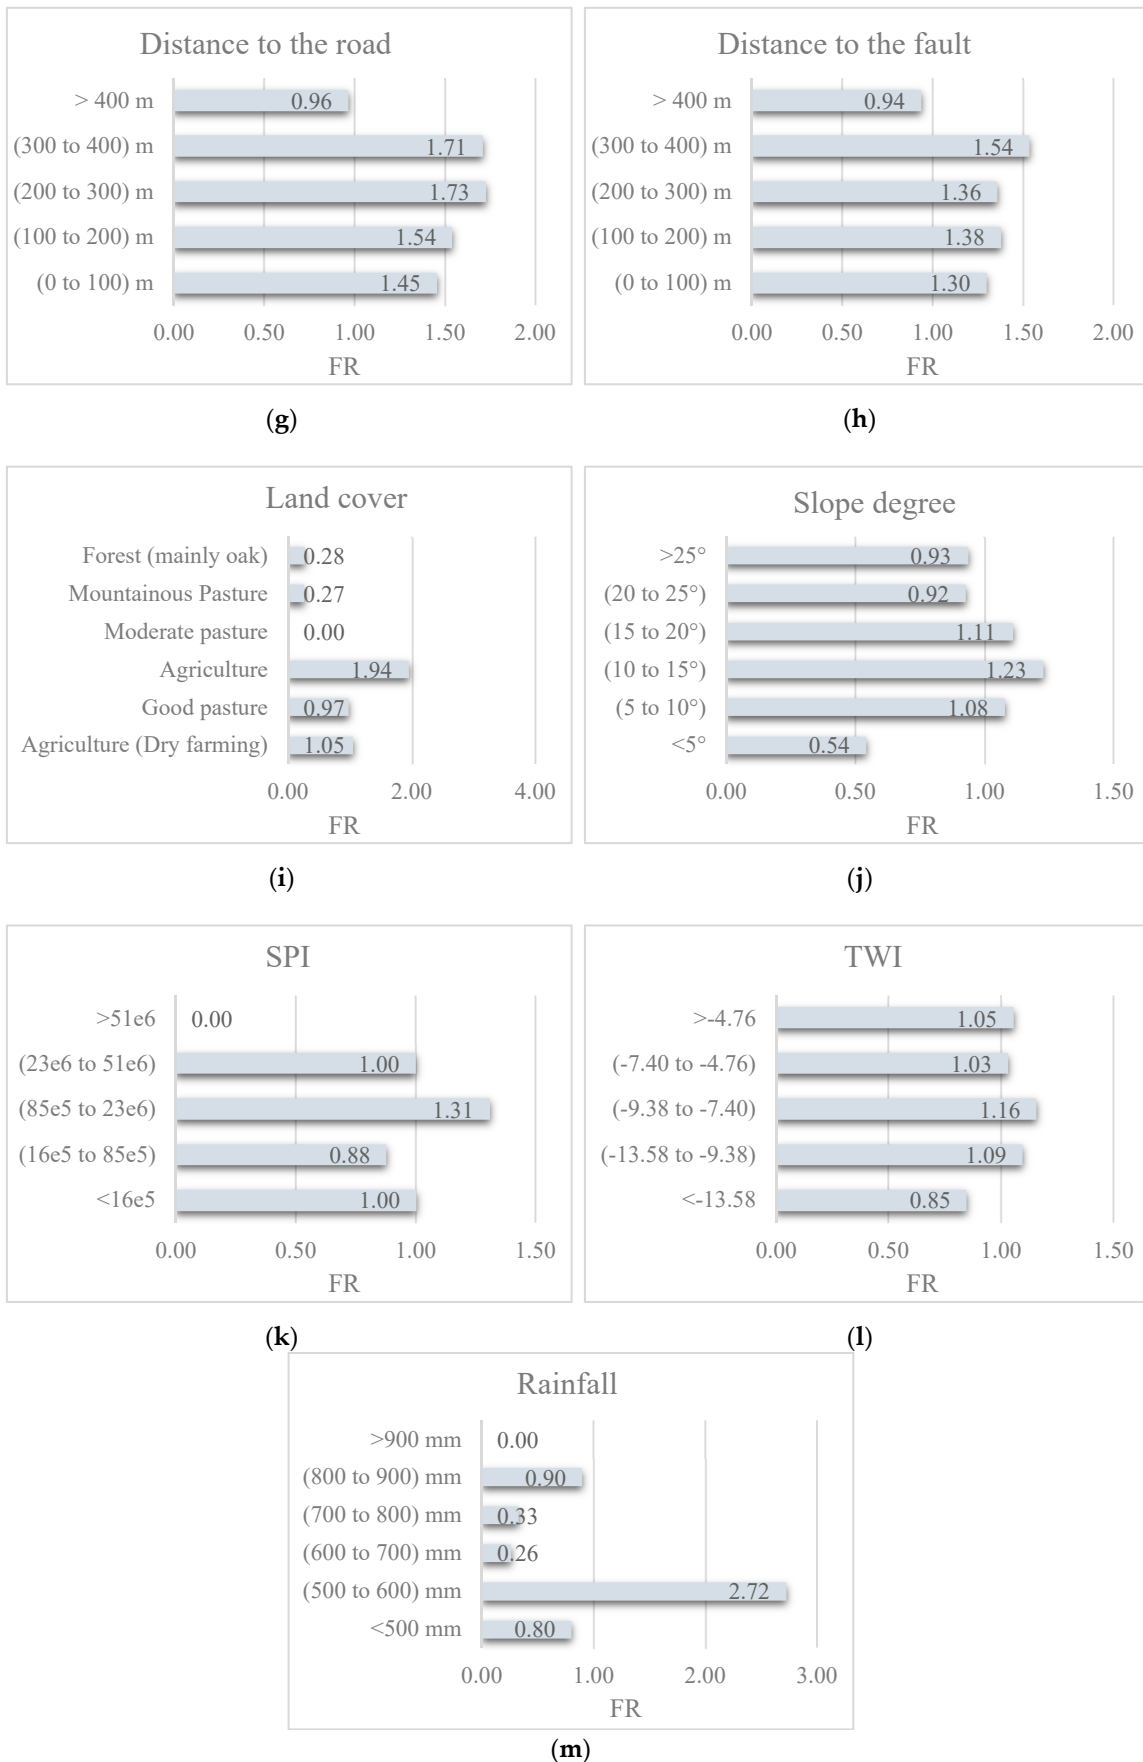 Distance to the road
> 400 m 0.96
(300 to 400) m 1.71
(200 to 300) m 1.73
(100 to 200) m 1.54
(0 to 100) m 1.45
0.00 0.50 1.00 1.50 2.00
FR
(g)
Distance to the fault
> 400 m 0.94
(300 to 400) m 1.54
(200 to 300) m 1.36
(100 to 200) m 1.38
(0 to 100) m 1.30
0.00 0.50 1.00 1.50 2.00
FR
(h)
Land cover
Forest (mainly oak) 0.28
Mountainous Pasture 0.27
Moderate pasture 0.00
Agriculture 1.94
Good pasture 0.97
Agriculture (Dry farming) 1.05
0.00 2.00 4.00
FR
(i)
Slope degree
>25° 0.93
(20 to 25°) 0.92
(15 to 20°) 1.11
(10 to 15°) 1.23
(5 to 10°) 1.08
<5° 0.54
0.00 0.50 1.00 1.50
FR
(j)
SPI
>51e6 0.00
(23e6 to 51e6) 1.00
(85e5 to 23e6) 1.31
(16e5 to 85e5) 0.88
<16e5 1.00
0.00 0.50 1.00 1.50
FR
(k)
TWI
>-4.76 1.05
(-7.40 to -4.76) 1.03
(-9.38 to -7.40) 1.16
(-13.58 to -9.38) 1.09
<-13.58 0.85
0.00 0.50 1.00 1.50
FR
(l)
Rainfall
>900 mm 0.00
(800 to 900) mm 0.90
(700 to 800) mm 0.33
(600 to 700) mm 0.26
(500 to 600) mm 2.72
<500 mm 0.80
0.00 1.00 2.00 3.00
FR
(m)